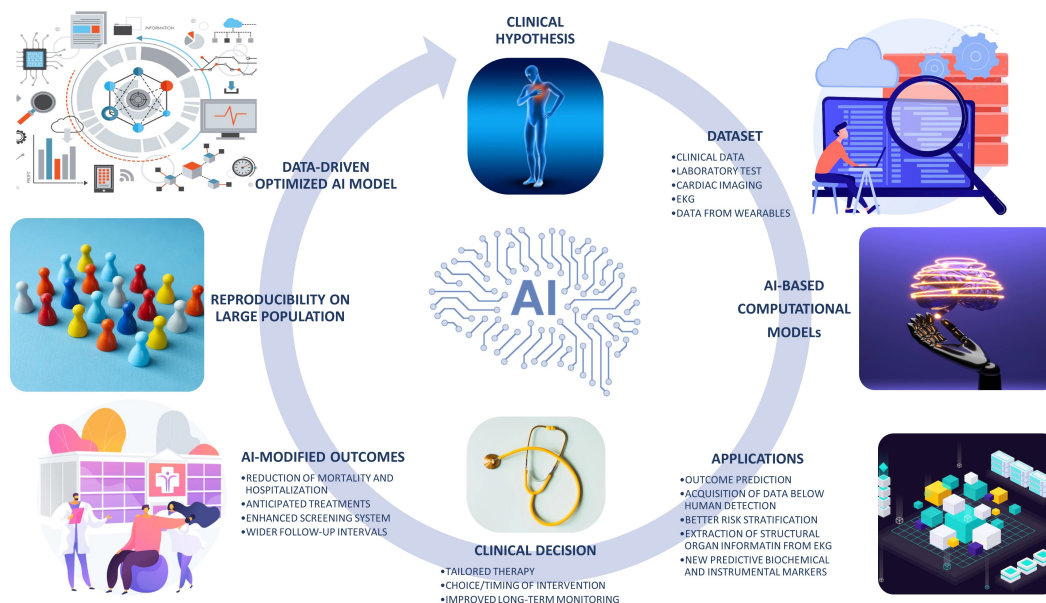 CLINICAL
HYPOTHESIS
DATASET
•CLINICAL DATA
•LABORATORY TEST
•CARDIAC IMAGING
•EKG
•DATA FROM WEARABLES
AI-BASED
COMPUTATIONAL
MODELs
APPLICATIONS
•OUTCOME PREDICTION
•ACQUISITION OF DATA BELOW
HUMAN DETECTION
•BETTER RISK STRATIFICATION
•EXTRACTION OF STRUCTURAL
ORGAN INFORMATIN FROM EKG
•NEW PREDICTIVE BIOCHEMICAL
AND INSTRUMENTAL MARKERS
CLINICAL DECISION
•TAILORED THERAPY
•CHOICE/TIMING OF INTERVENTION
•IMPROVED LONG-TERM MONITORING
AI-MODIFIED OUTCOMES
•REDUCTION OF MORTALITY AND
HOSPITALIZATION
•ANTICIPATED TREATMENTS
•ENHANCED SCREENING SYSTEM
•WIDER FOLLOW-UP INTERVALS
REPRODUCIBILITY ON
LARGE POPULATION
DATA-DRIVEN
OPTIMIZED AI MODEL
INFORMATION
AI